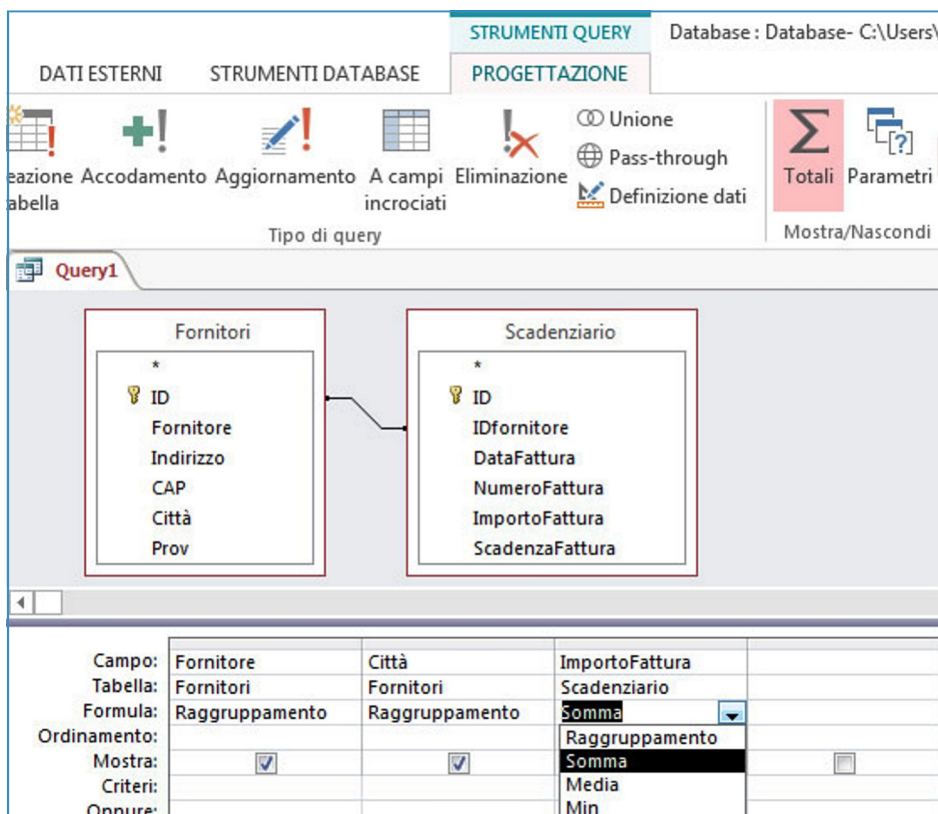 STRUMENTI QUERY Database : Database- C:\Users\
DATI ESTERNI STRUMENTI DATABASE PROGETTAZIONE
eazione Accodamento Aggiornamento A campi Eliminazione Unione Totali Parametri
abella incrociati Pass-through
Definizione dati
Tipo di query Mostra/Nascondi
Query1
Fornitori Scadenziario
* *
ID ID
Fornitore IDfornitore
Indirizzo DataFattura
CAP NumeroFattura
Città ImportoFattura
Prov ScadenzaFattura
Campo: Fornitore Città ImportoFattura
Tabella: Fornitori Fornitori Scadenziario
Formula: Raggruppamento Raggruppamento Somma
Ordinamento: Raggruppamento
Mostra: Somma
Criteri: Media
Oppure: Min